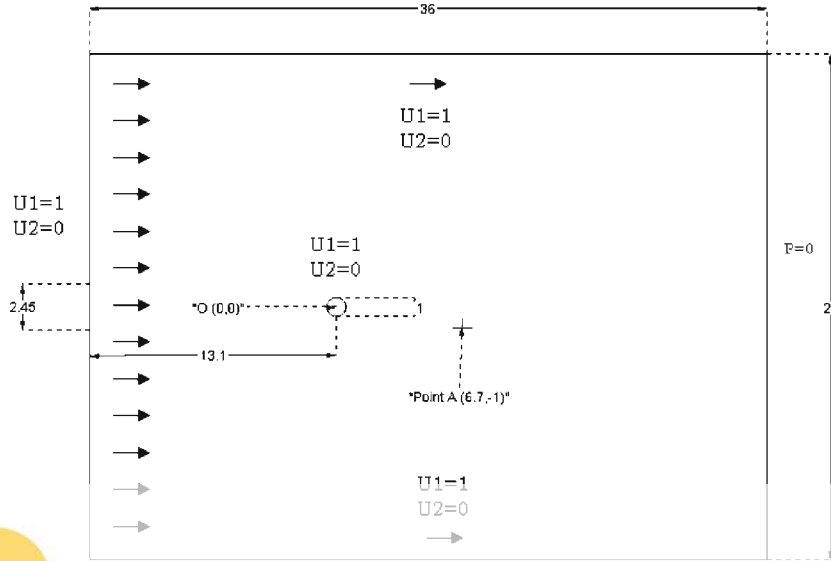 36
U1=1
U2=0
U1=1
U2=0
U1=1
U2=0
P=0
2.45
"O (0,0)"
1
2
13.1
"Point A (6.7,-1)"
U1=1
U2=0